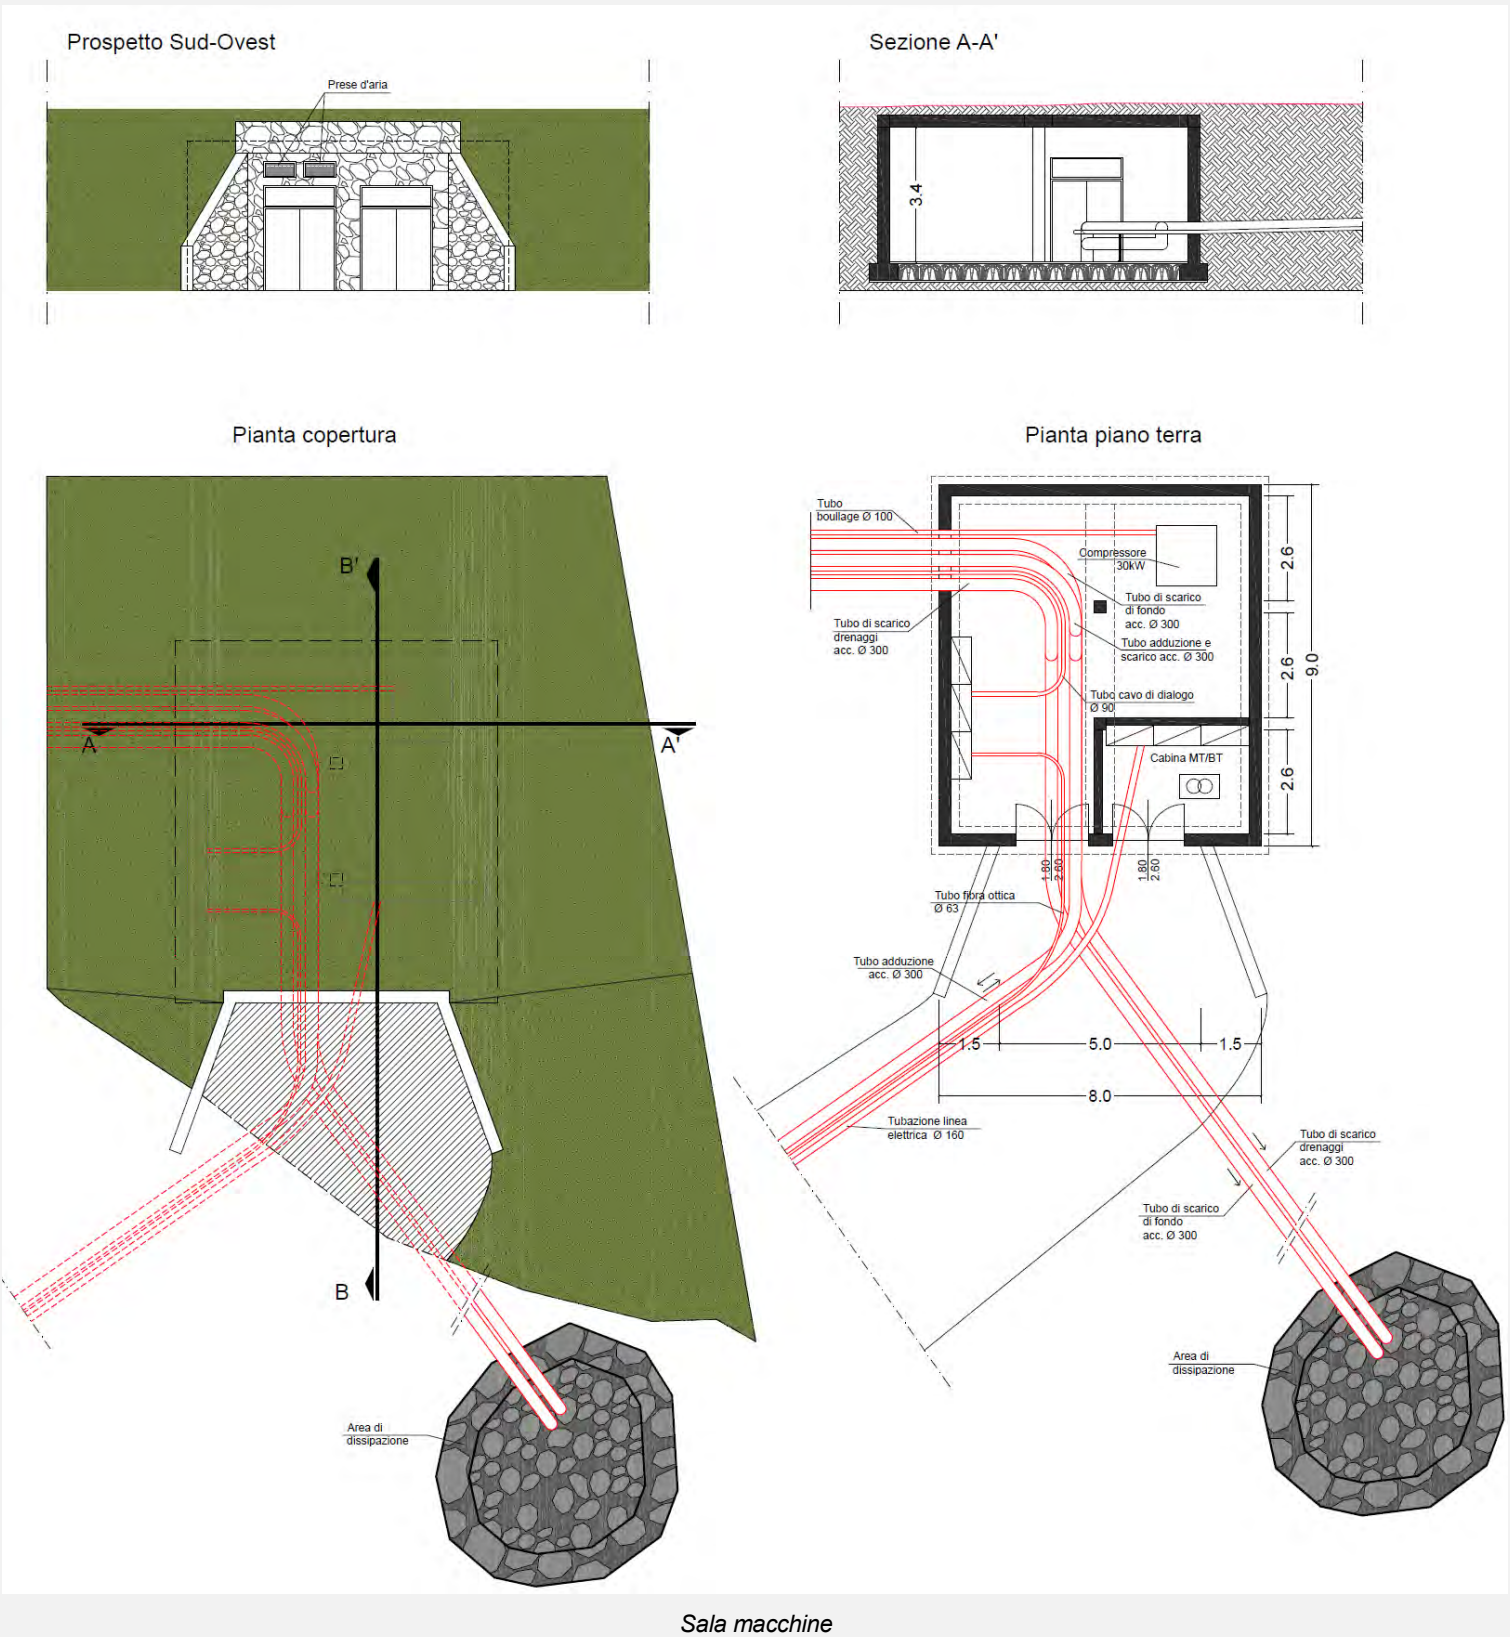 Prospetto Sud-Ovest
Prese d'aria
Sezione A-A'
3.4
Pianta copertura
B'
A
A'
B
Area di
dissipazione
Pianta piano terra
Tubo
boullage Ø 100
Compressore
30kW
Tubo di scarico
di fondo
acc. Ø 300
Tubo di scarico
drenaggi
acc. Ø 300
Tubo adduzione e
scarico acc. Ø 300
Tubo cavo di dialogo
Ø 90
Cabina MT/BT
2.6
2.6
2.6
9.0
1.80
2.60
1.80
2.60
Tubo fibra ottica
Ø 63
Tubo adduzione
acc. Ø 300
1.5
5.0
1.5
8.0
Tubazione linea
elettrica Ø 160
Tubo di scarico
drenaggi
acc. Ø 300
Tubo di scarico
di fondo
acc. Ø 300
Area di
dissipazione
Sala macchine